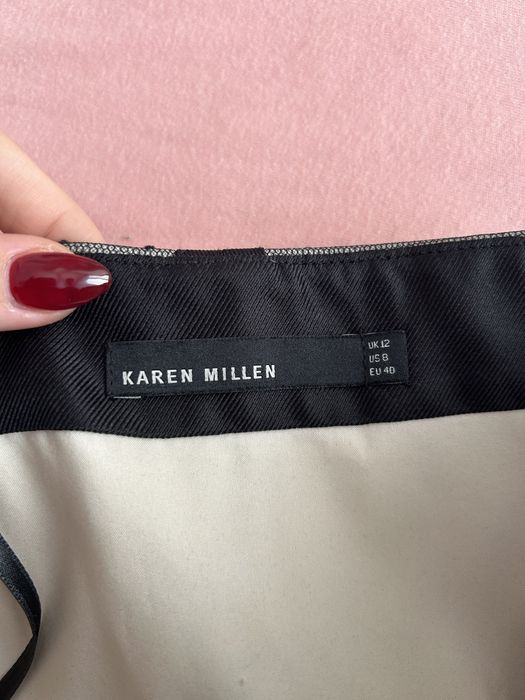 KAREN MILLEN
UK 12
US 8
EU 40